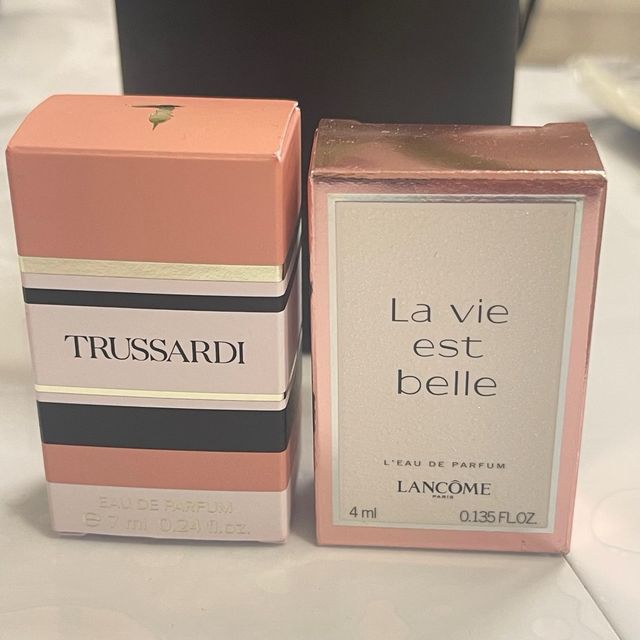 TRUSSARDI
EAU DE PARFUM
℮ 7 ml 0.24 fl.oz.
La vie
est
belle
L'EAU DE PARFUM
LANCÔME
PARIS
4 ml 0.135 FL.OZ.